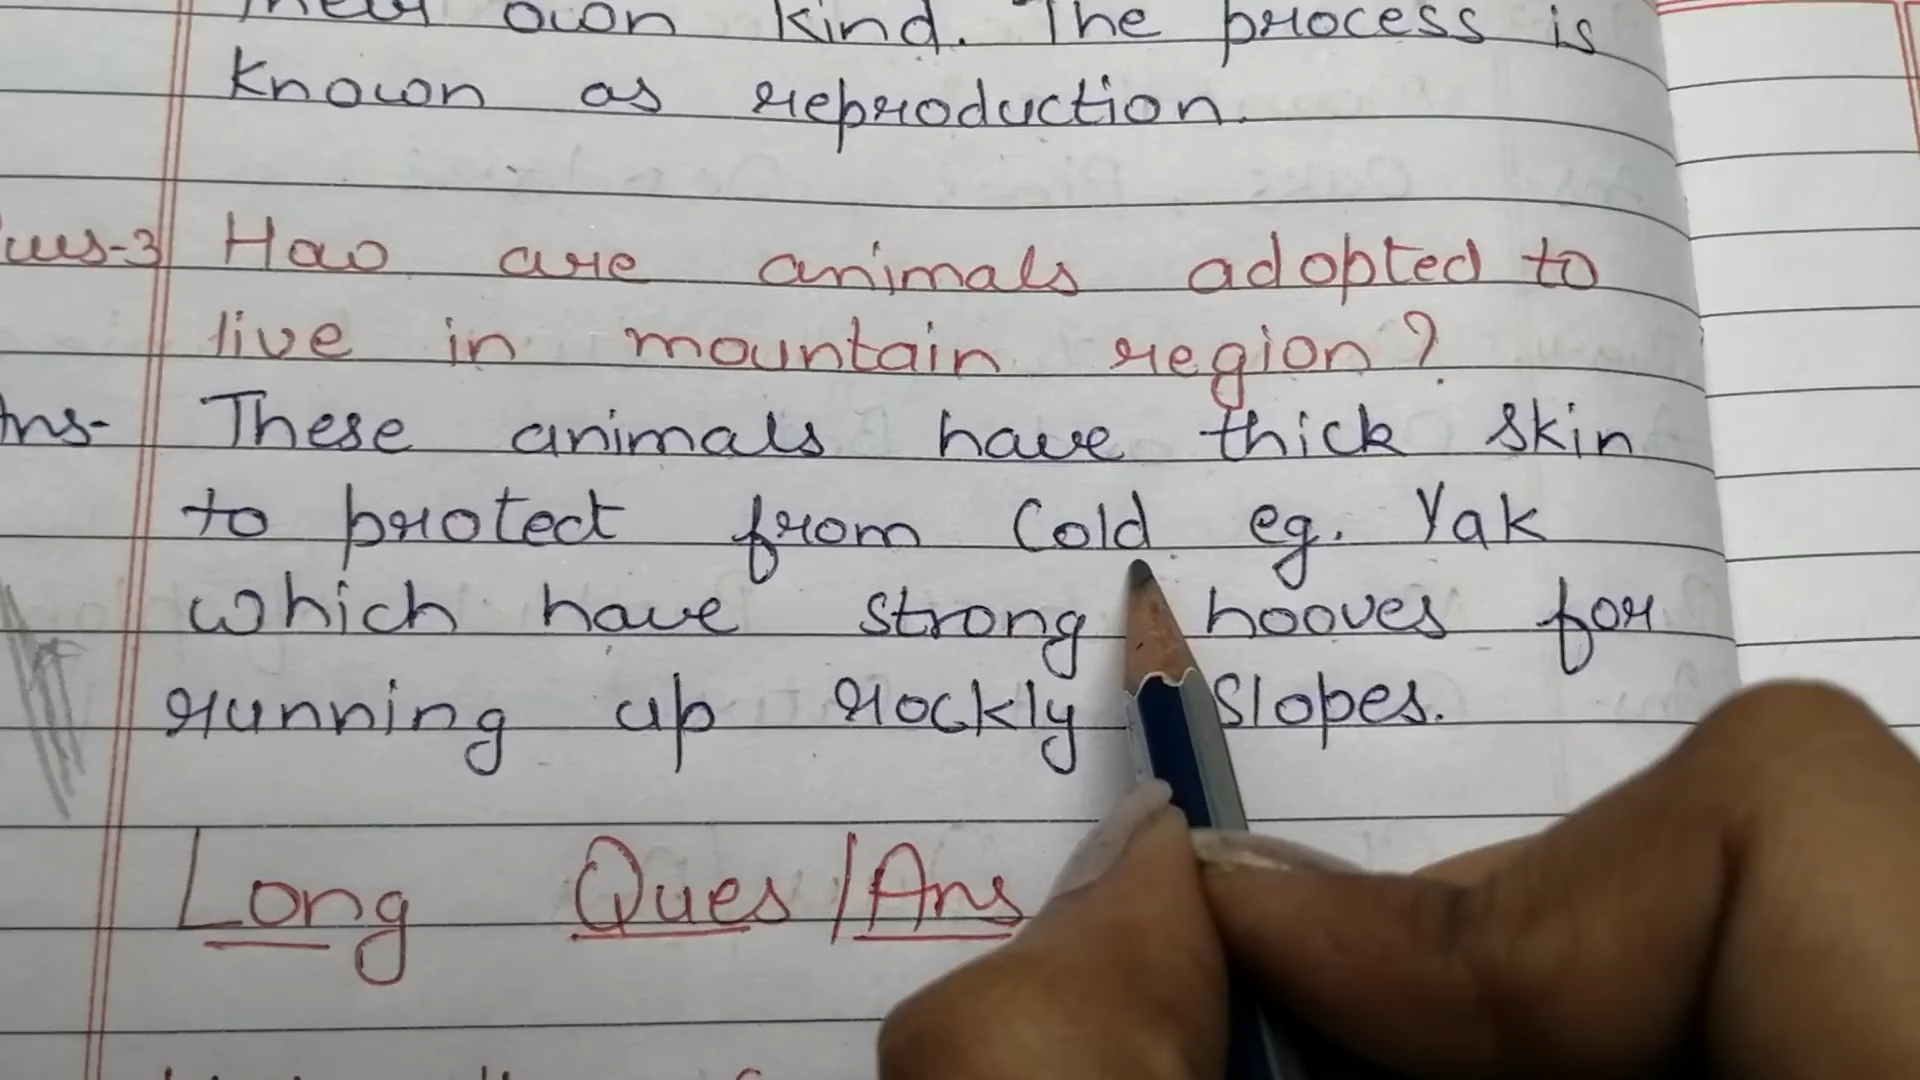 their own kind. The process is
known as reproduction.
Ques-3 How are animals adopted to
live in mountain region?
Ans- These animals have thick skin
to protect from Cold eg. Yak
which have strong hooves for
running up rockly slopes.
Long Ques/Ans